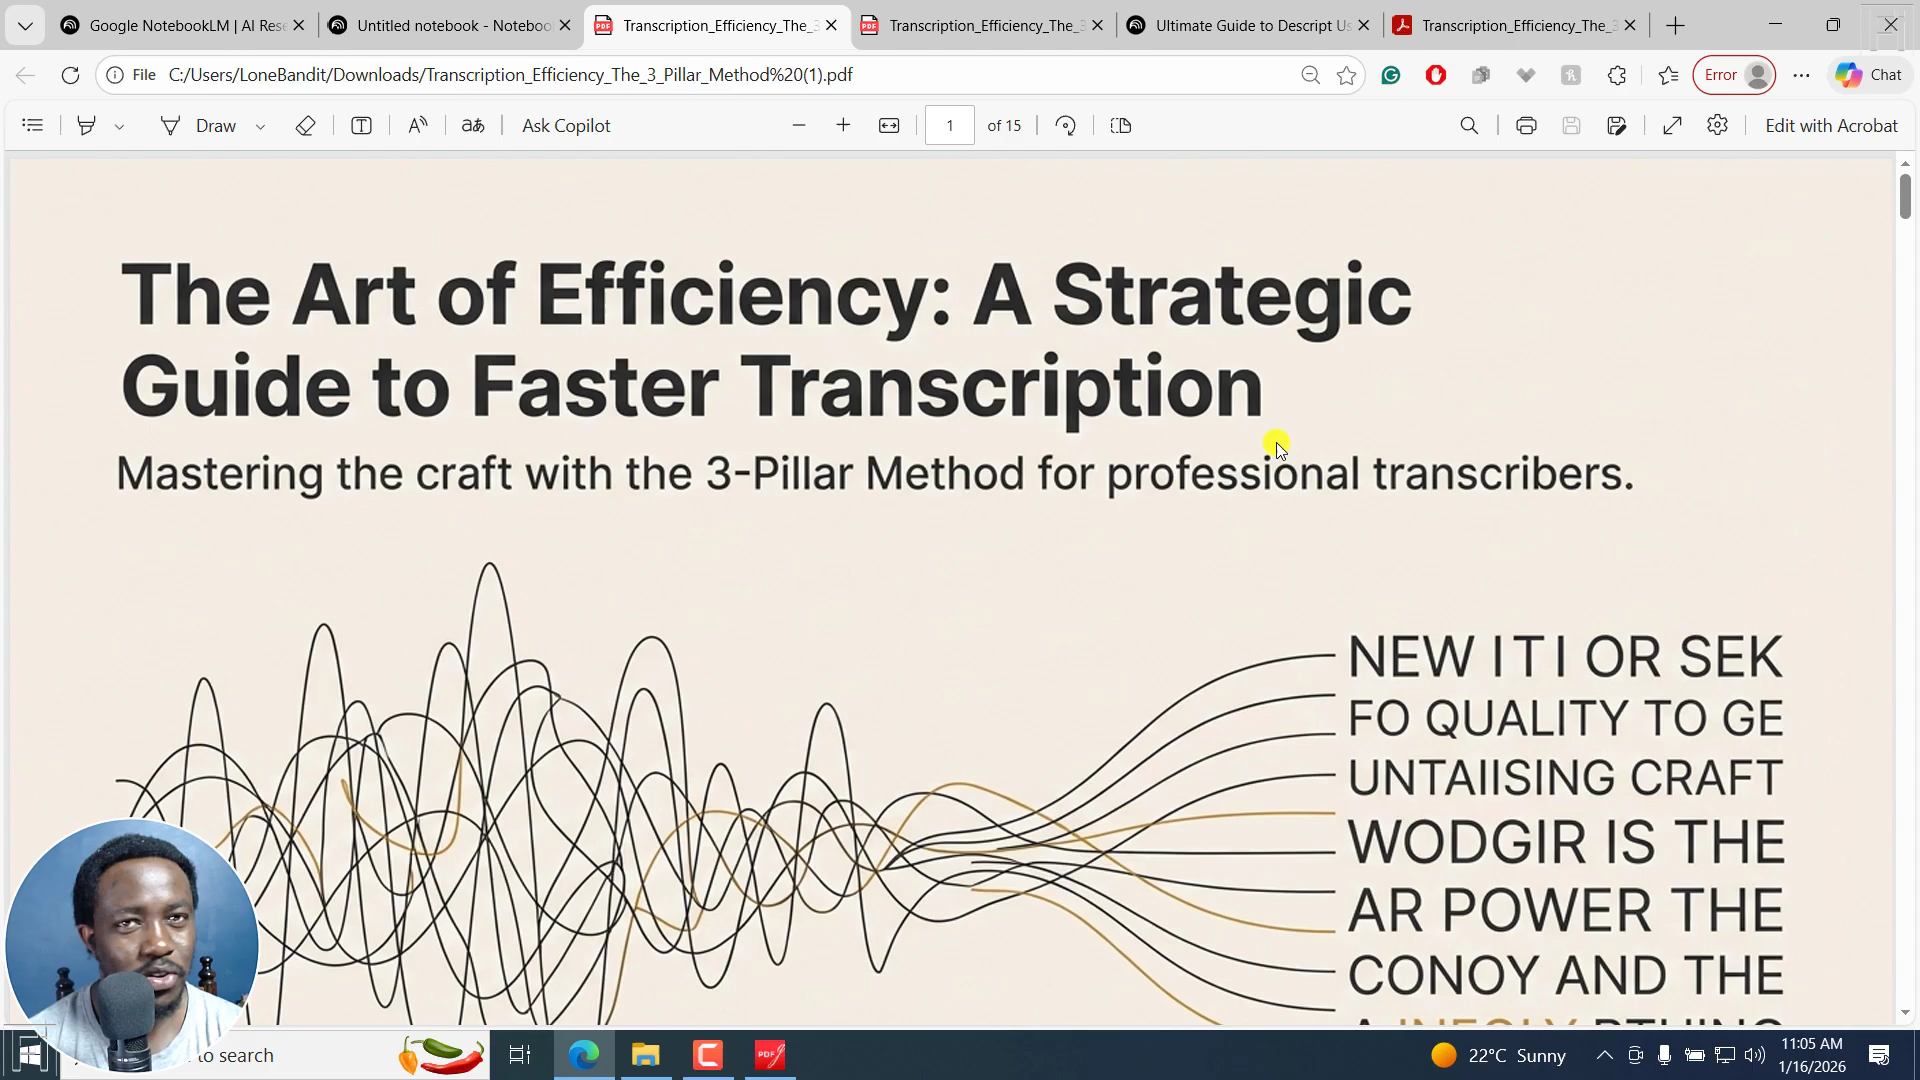 Google NotebookLM | AI Rese
Untitled notebook - Noteboo
Transcription_Efficiency_The_3
Transcription_Efficiency_The_3
Ultimate Guide to Descript Us
Transcription_Efficiency_The_3
File C:/Users/LoneBandit/Downloads/Transcription_Efficiency_The_3_Pillar_Method%20(1).pdf
Error
Chat
Draw
Ask Copilot
1 of 15
Edit with Acrobat
The Art of Efficiency: A Strategic
Guide to Faster Transcription
Mastering the craft with the 3-Pillar Method for professional transcribers.
NEW I T I OR SEK
FO QUALITY TO GE
UNTAIISING CRAFT
WODGIR IS THE
AR POWER THE
CONOY AND THE
to search
22°C Sunny
11:05 AM
1/16/2026